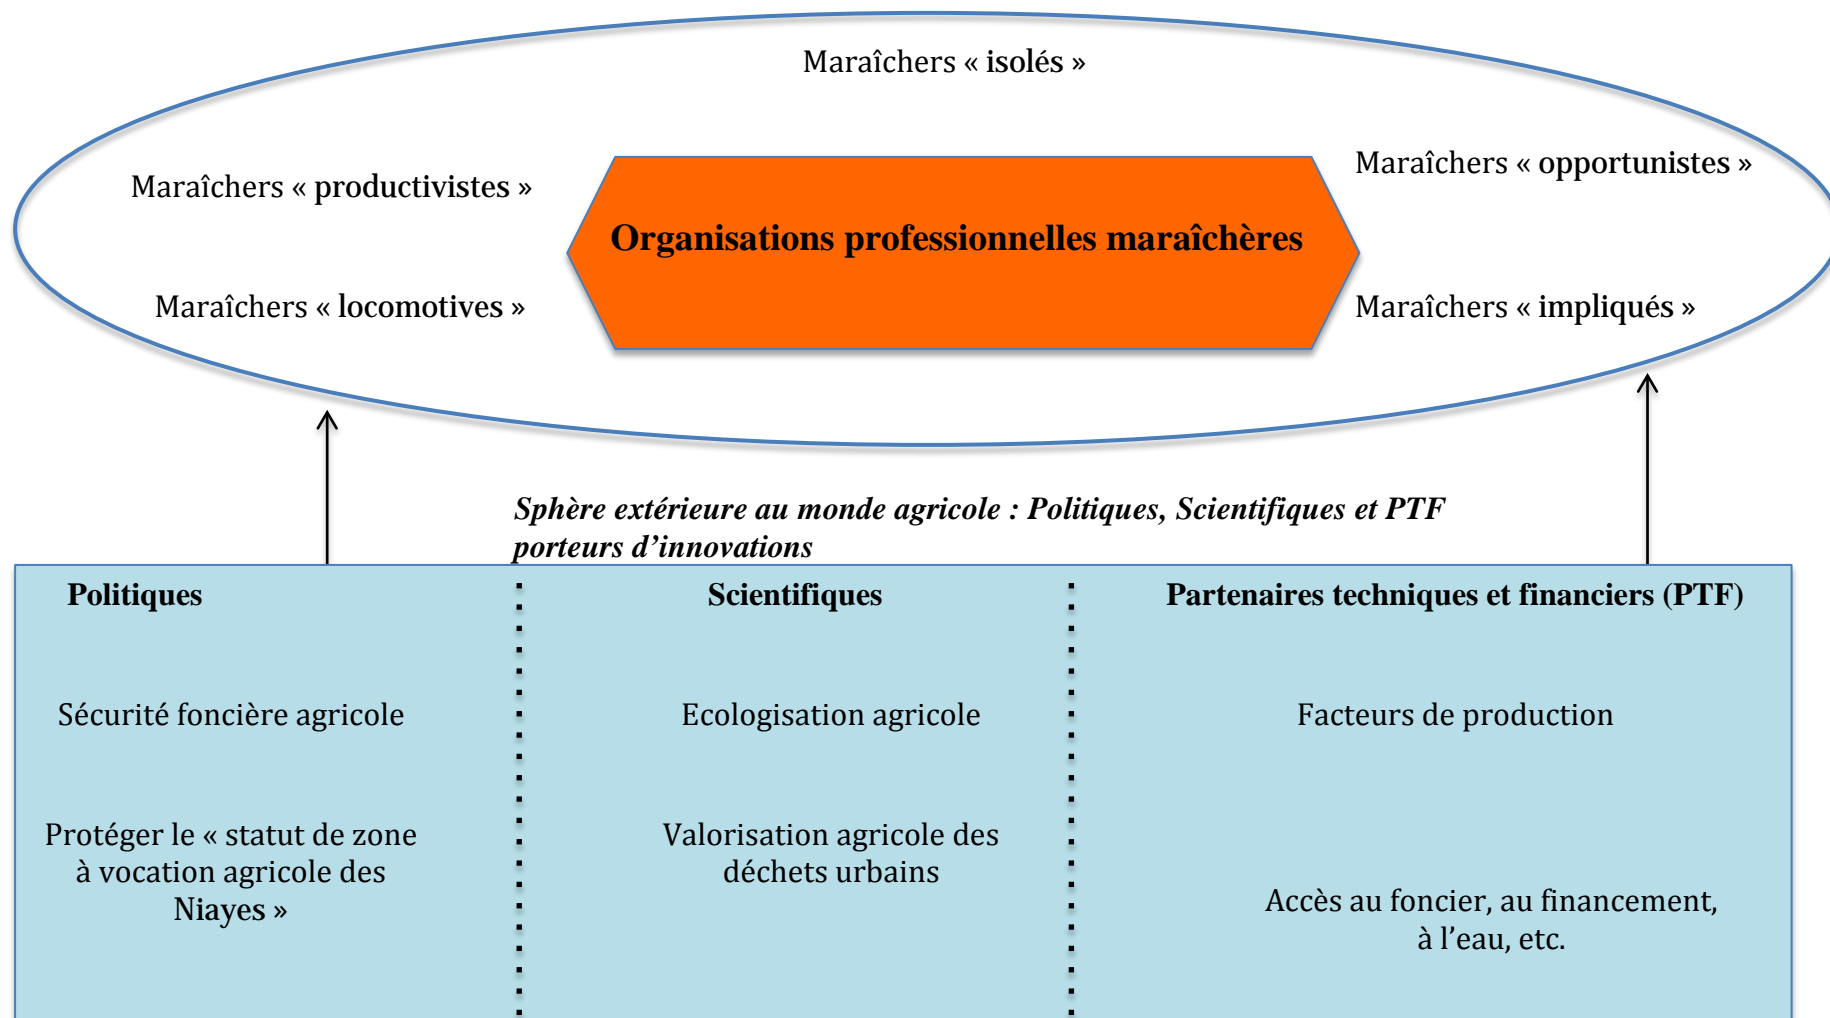 Maraîchers « isolés »
Maraîchers « opportunistes »
Maraîchers « productivistes »
Organisations professionnelles maraîchères
Maraîchers « locomotives »
Maraîchers « impliqués »
Sphère extérieure au monde agricole : Politiques, Scientifiques et PTF
porteurs d’innovations
Politiques
Sécurité foncière agricole
Protéger le « statut de zone
à vocation agricole des
Niayes »
Scientifiques
Ecologisation agricole
Valorisation agricole des
déchets urbains
Partenaires techniques et financiers (PTF)
Facteurs de production
Accès au foncier, au financement,
à l’eau, etc.